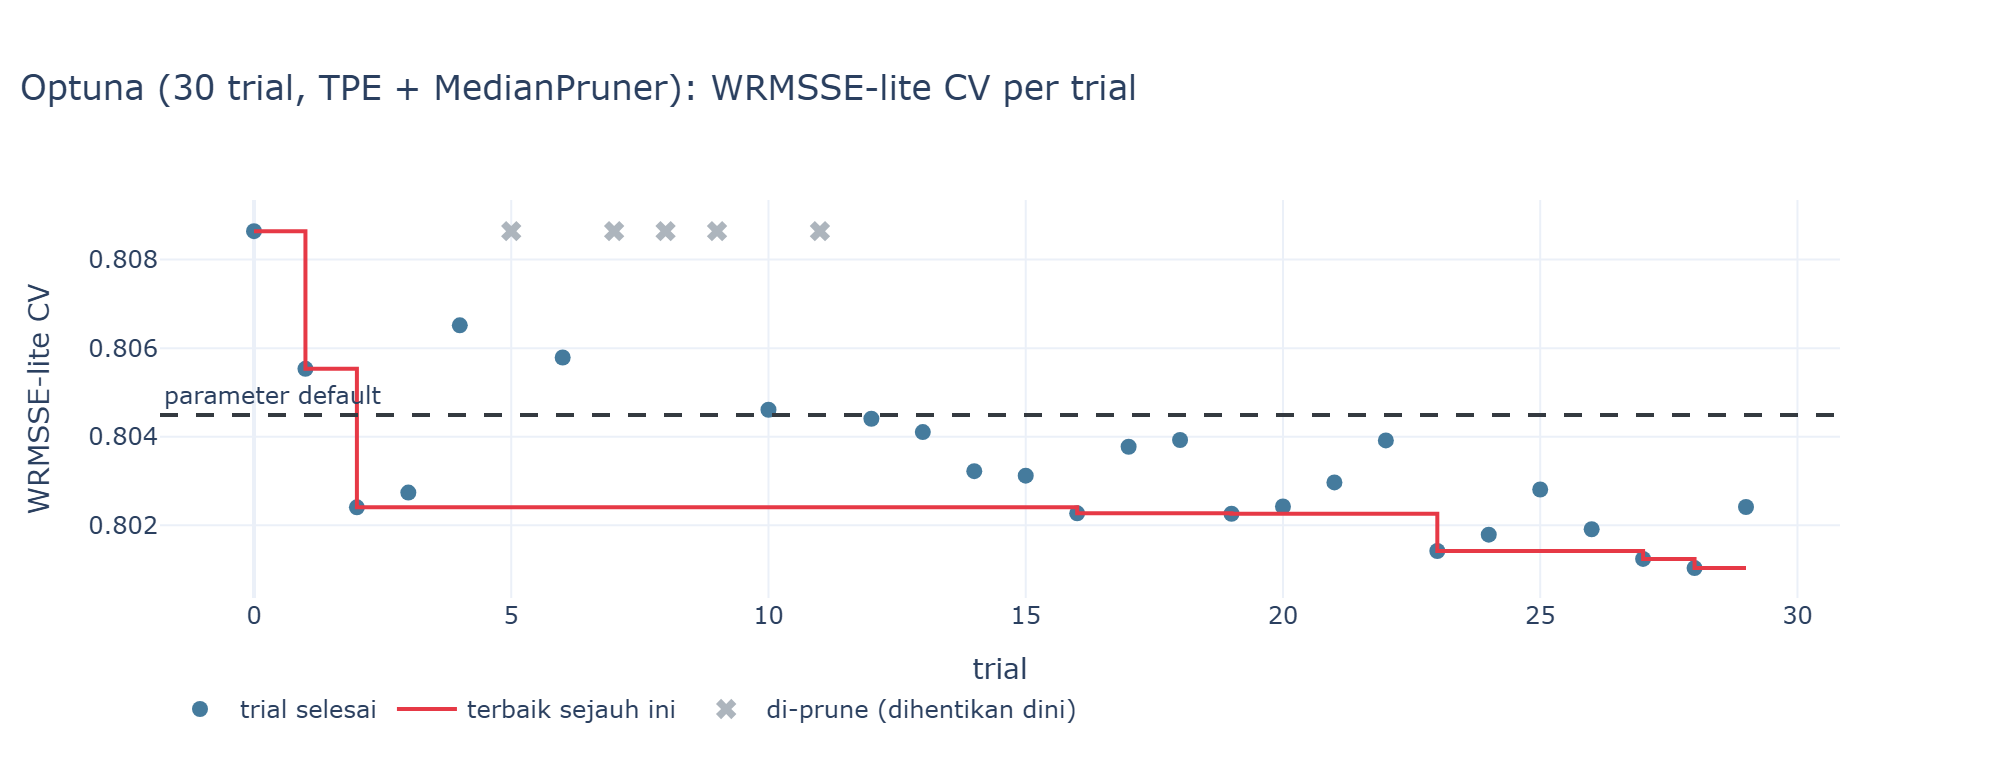 Optuna (30 trial, TPE + MedianPruner): WRMSSE-lite CV per trial
WRMSSE-lite CV
0.808
0.806
parameter default
0.804
0.802
0 5 10 15 20 25 30
trial
trial selesai terbaik sejauh ini di-prune (dihentikan dini)